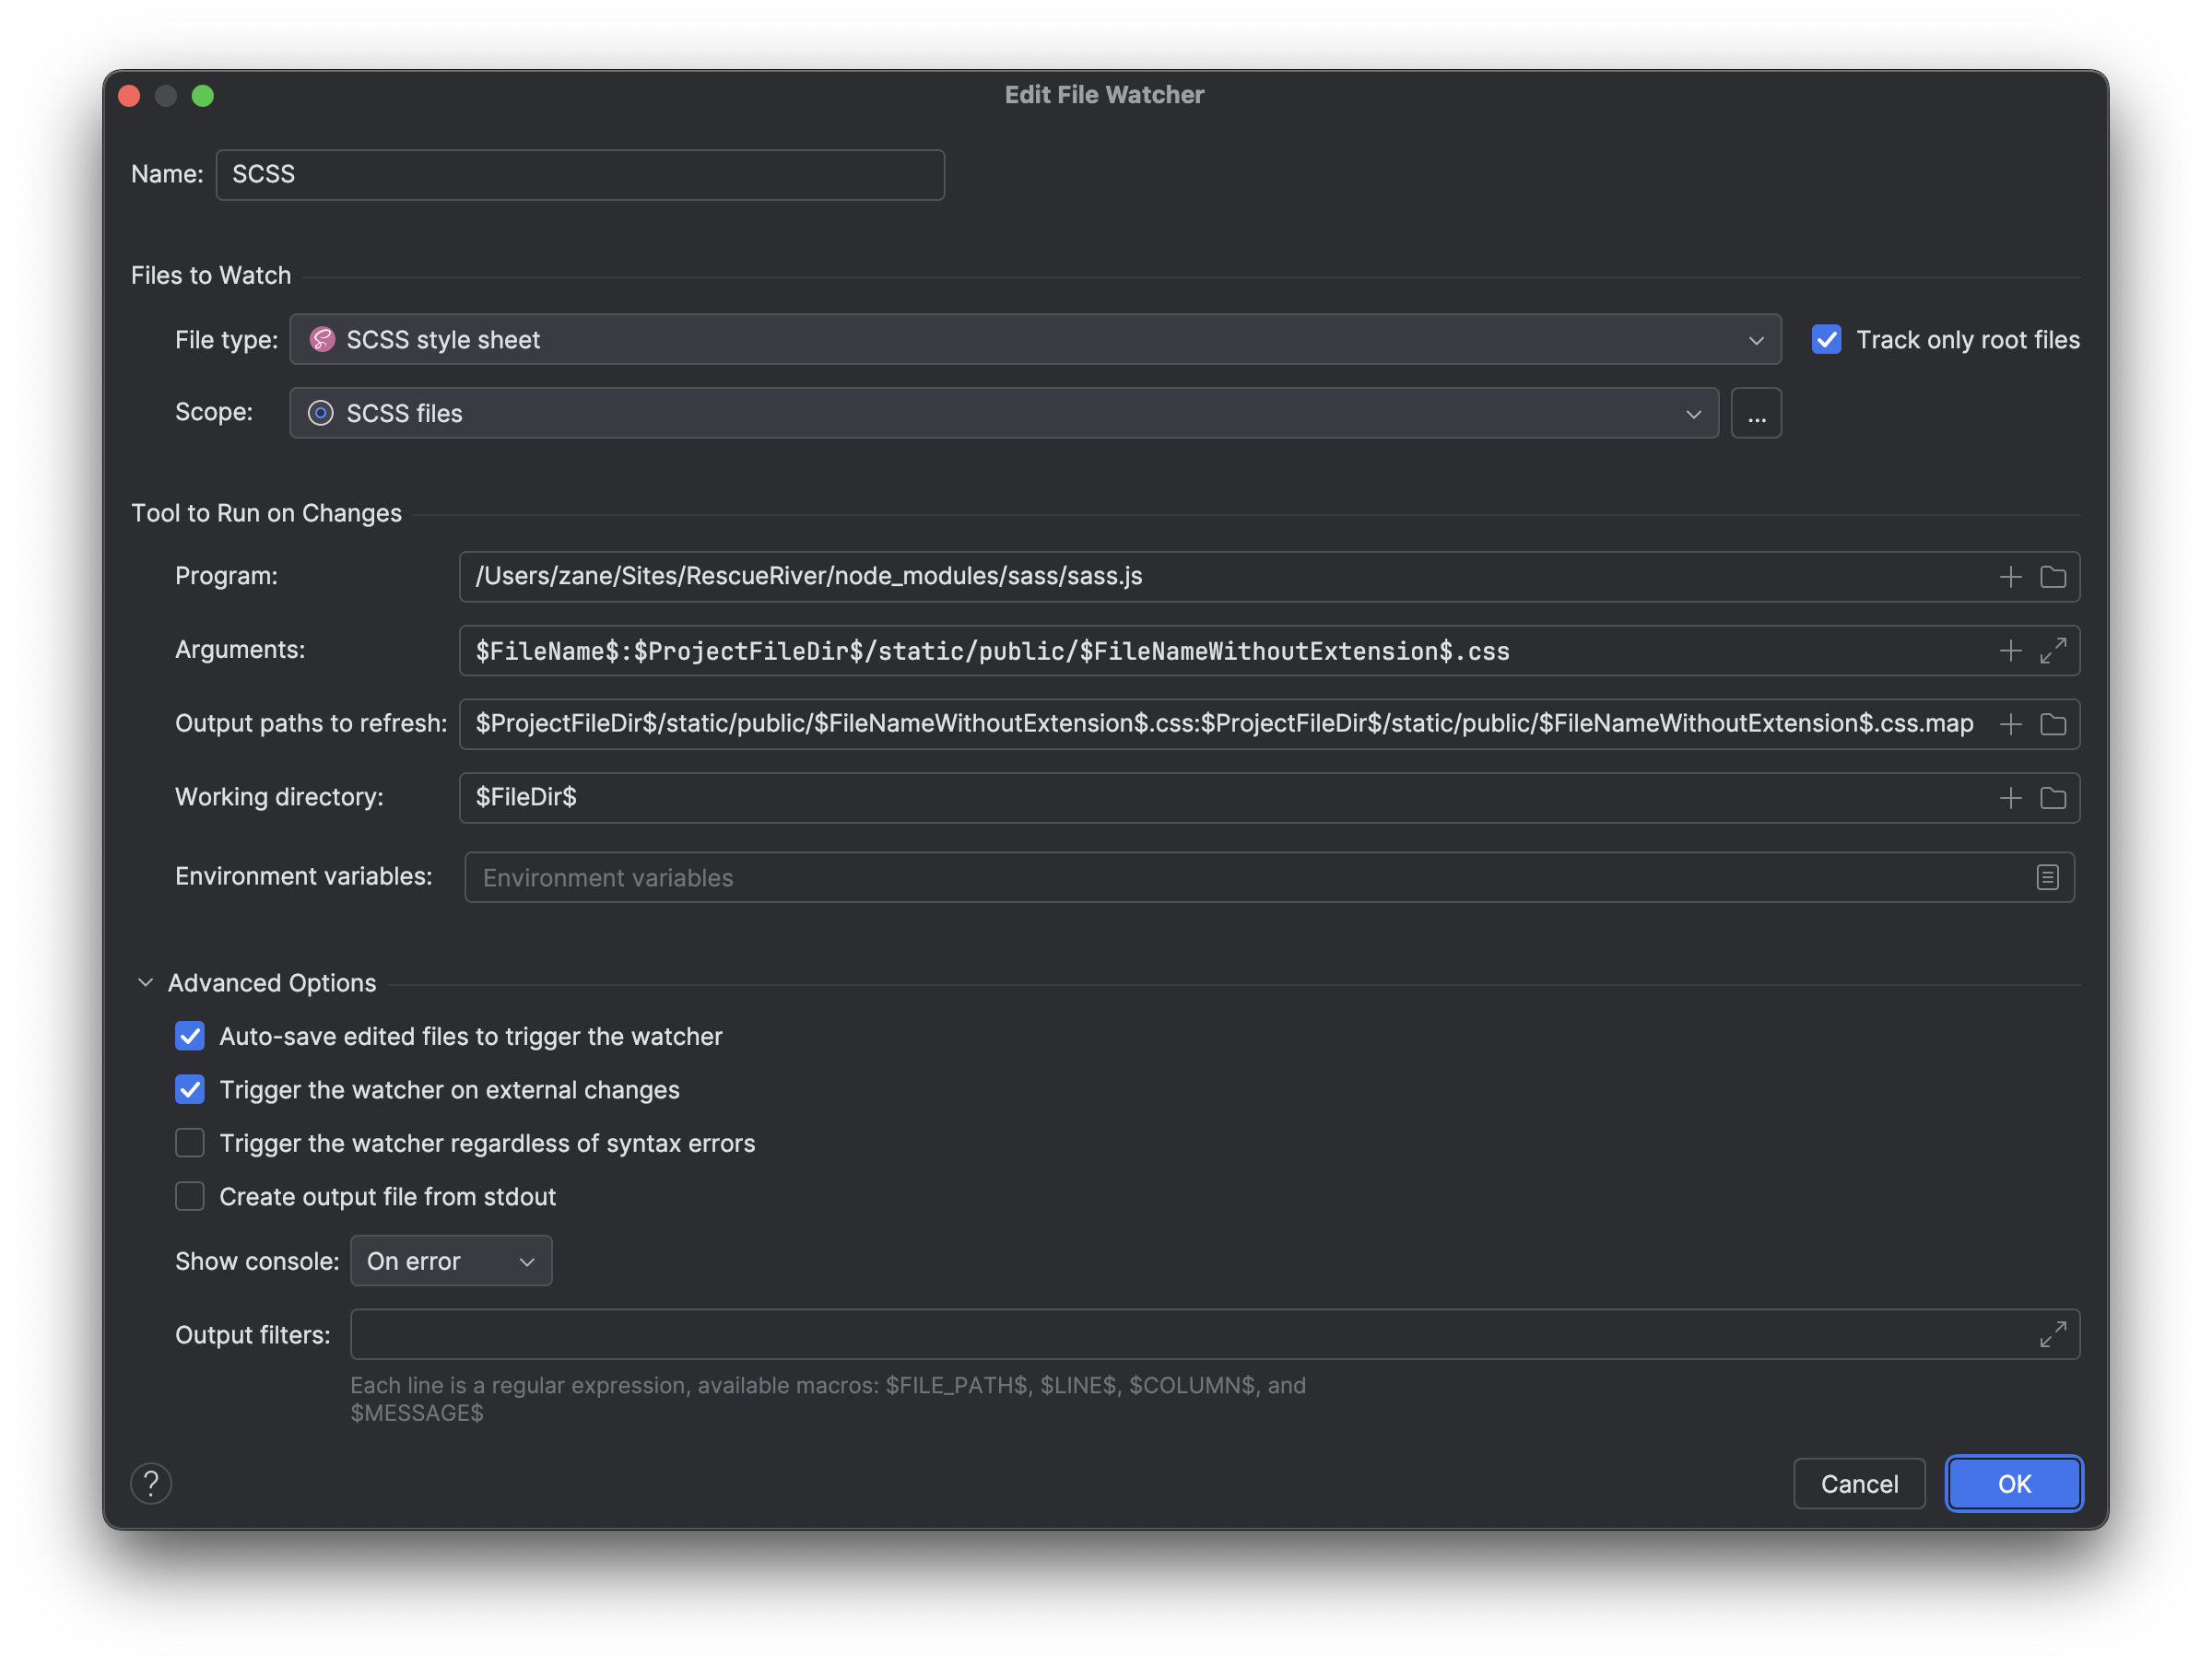 Edit File Watcher
Name: SCSS
Files to Watch
File type: SCSS style sheet Track only root files
Scope: SCSS files ...
Tool to Run on Changes
Program: /Users/zane/Sites/RescueRiver/node_modules/sass/sass.js
Arguments: $FileName$:$ProjectFileDir$/static/public/$FileNameWithoutExtension$.css
Output paths to refresh: $ProjectFileDir$/static/public/$FileNameWithoutExtension$.css:$ProjectFileDir$/static/public/$FileNameWithoutExtension$.css.map
Working directory: $FileDir$
Environment variables: Environment variables
Advanced Options
Auto-save edited files to trigger the watcher
Trigger the watcher on external changes
Trigger the watcher regardless of syntax errors
Create output file from stdout
Show console: On error
Output filters:
Each line is a regular expression, available macros: $FILE_PATH$, $LINE$, $COLUMN$, and
$MESSAGE$
? Cancel OK